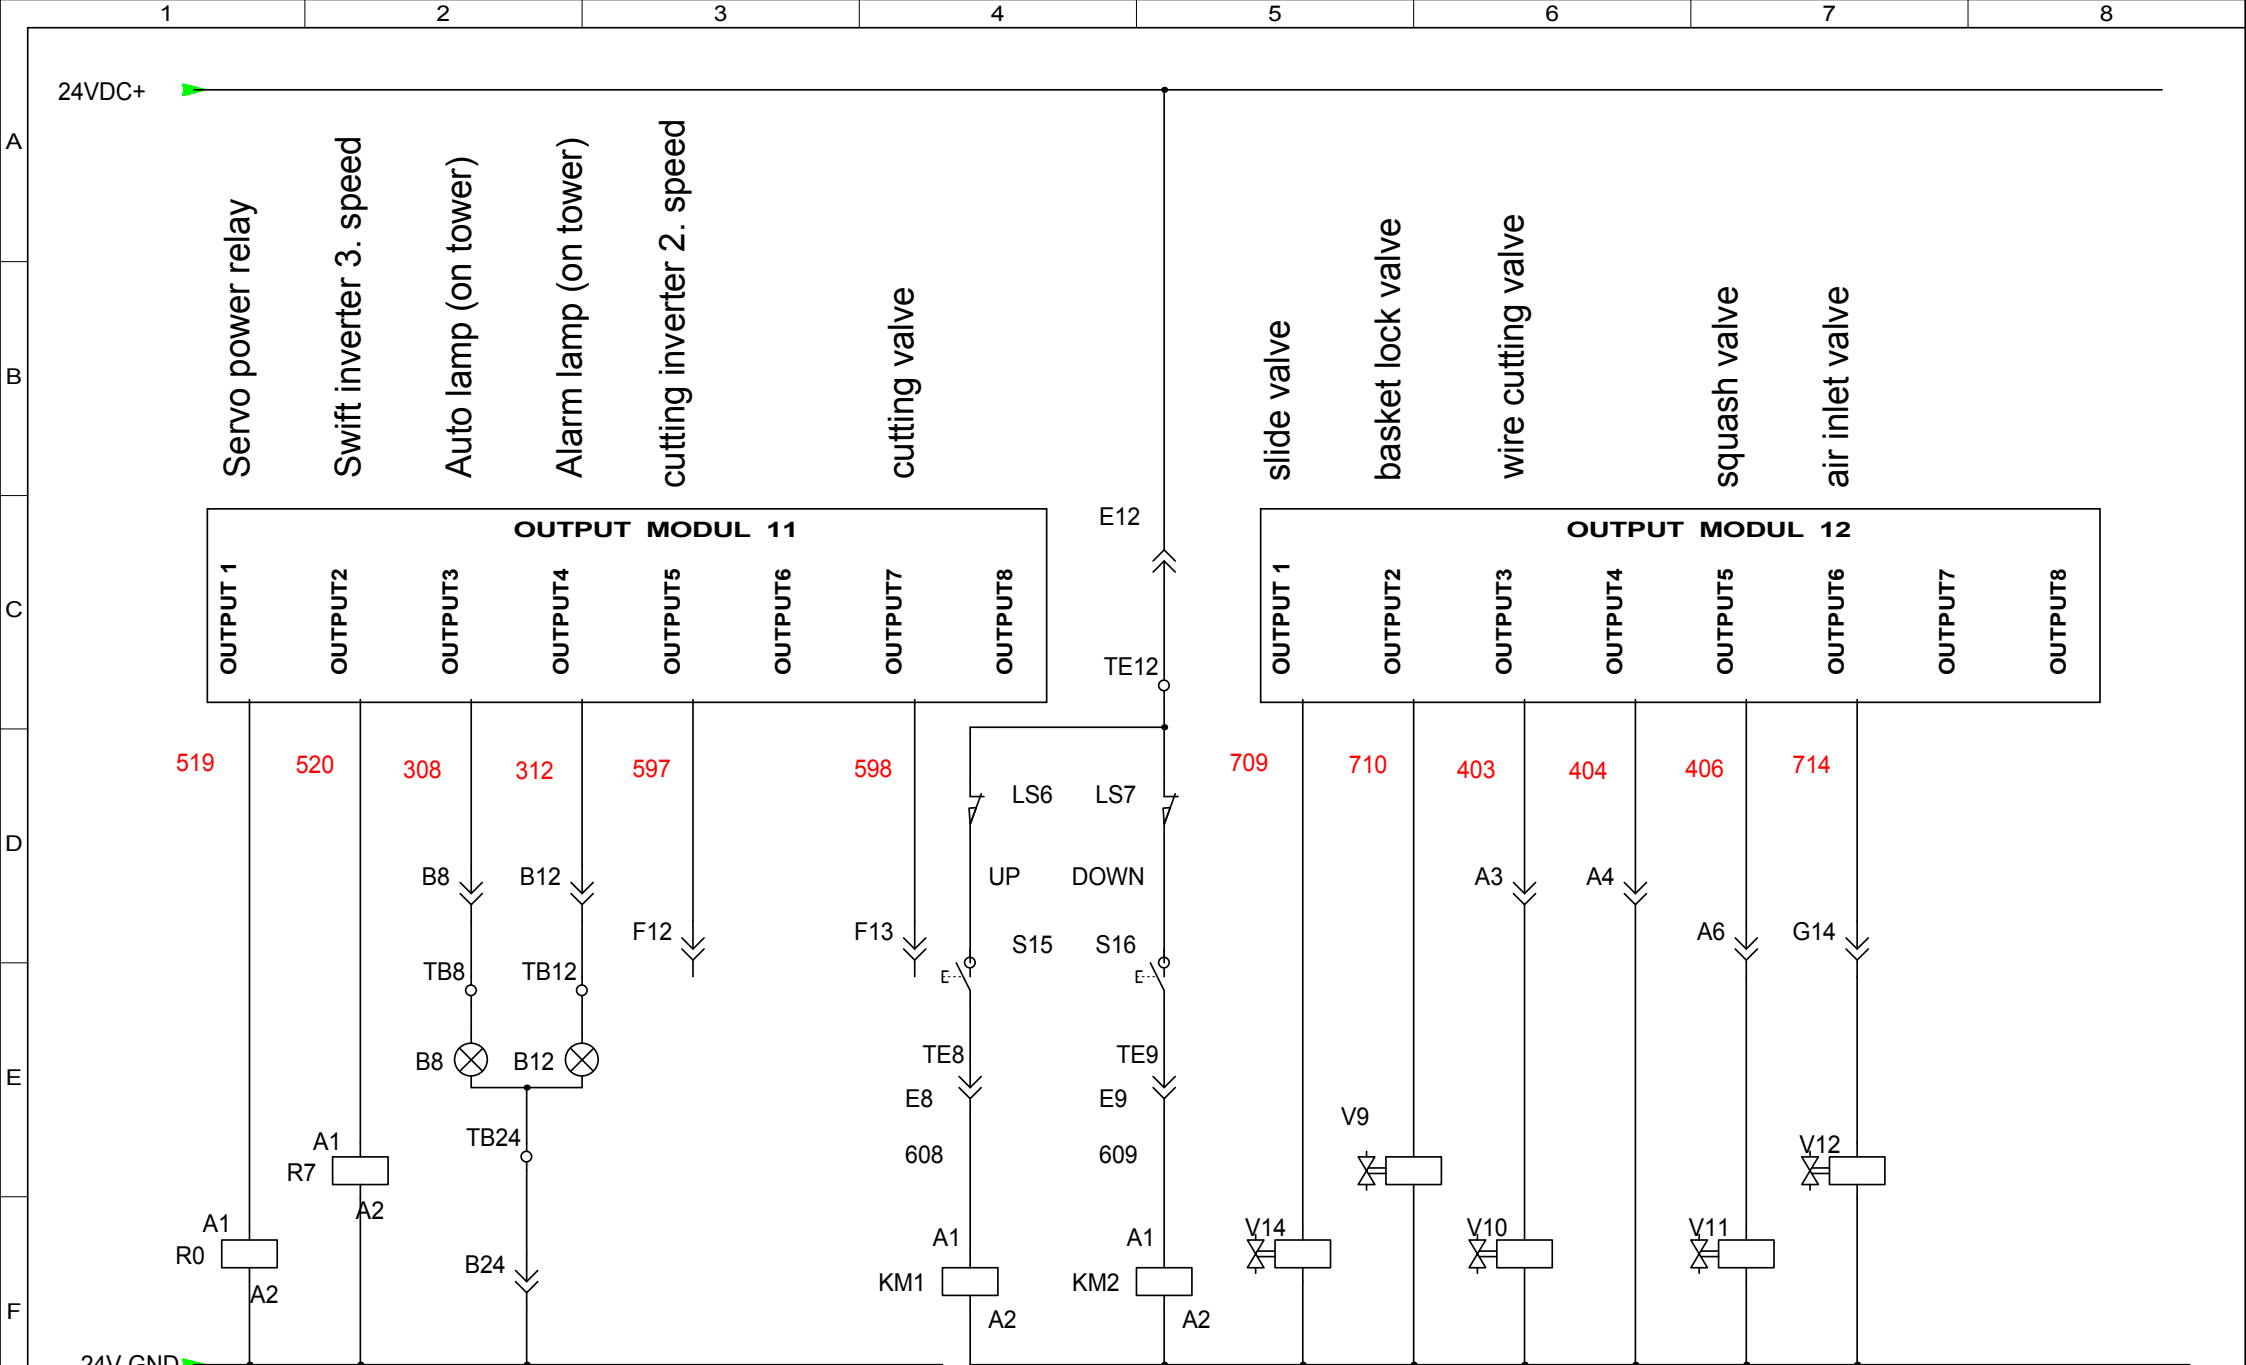 1 2 3 4 5 6 7 8
24VDC+
A
B
C
D
E
F
Servo power relay
Swift inverter 3. speed
Auto lamp (on tower)
Alarm lamp (on tower)
cutting inverter 2. speed
cutting valve
slide valve
basket lock valve
wire cutting valve
squash valve
air inlet valve
E12
OUTPUT MODUL 11
OUTPUT 1
OUTPUT2
OUTPUT3
OUTPUT4
OUTPUT5
OUTPUT6
OUTPUT7
OUTPUT8
TE12
OUTPUT MODUL 12
OUTPUT 1
OUTPUT2
OUTPUT3
OUTPUT4
OUTPUT5
OUTPUT6
OUTPUT7
OUTPUT8
519 520 308 312 597 598 709 710 403 404 406 714
LS6 LS7
B8 B12 UP DOWN A3 A4
F12 F13 S15 S16 A6 G14
TB8 TB12
B8 B12 TE8 TE9
E8 E9
V9
A1 TB24 608 609 V12
R7
A2
A1 A1 A1 V14 V10 V11
R0 B24 KM1 KM2
A2 A2 A2
24V GND